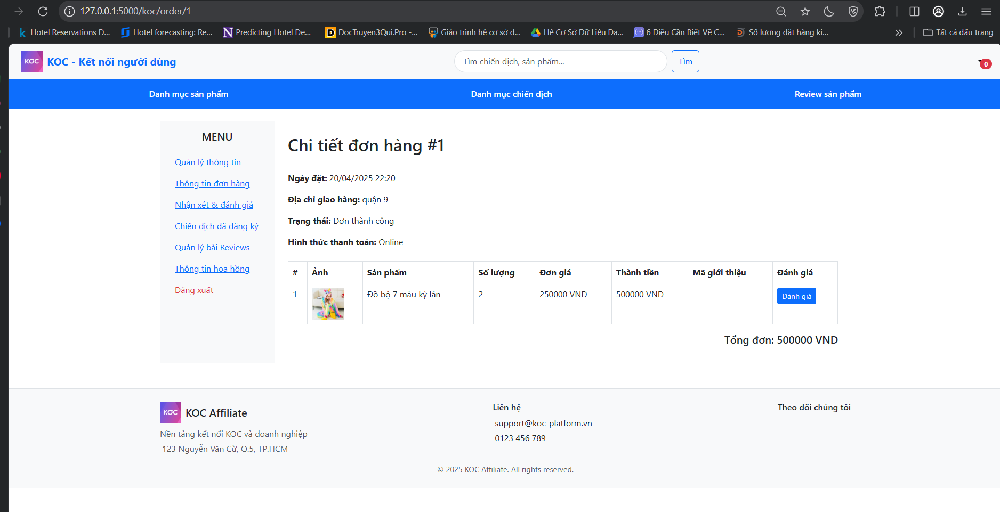 127.0.0.1:5000/koc/order/1
Hotel Reservations D...
Hotel forecasting: Re...
Predicting Hotel De...
DocTruyen3Qui.Pro -...
Giáo trình hệ cơ sở d...
Hệ Cơ Sở Dữ Liệu Đa...
6 Điều Cần Biết Về C...
Số lượng đặt hàng ki...
Tất cả dấu trang
KOC
KOC - Kết nối người dùng
Tìm chiến dịch, sản phẩm...
Tìm
0
Danh mục sản phẩm
Danh mục chiến dịch
Review sản phẩm
MENU
Quản lý thông tin
Thông tin đơn hàng
Nhận xét & đánh giá
Chiến dịch đã đăng ký
Quản lý bài Reviews
Thông tin hoa hồng
Đăng xuất
Chi tiết đơn hàng #1
Ngày đặt: 20/04/2025 22:20
Địa chỉ giao hàng: quận 9
Trạng thái: Đơn thành công
Hình thức thanh toán: Online
# Ảnh Sản phẩm Số lượng Đơn giá Thành tiền Mã giới thiệu Đánh giá
1 Đồ bộ 7 màu kỳ lân 2 250000 VND 500000 VND — Đánh giá
Tổng đơn: 500000 VND
KOC
KOC Affiliate
Nền tảng kết nối KOC và doanh nghiệp
123 Nguyễn Văn Cừ, Q.5, TP.HCM
Liên hệ
support@koc-platform.vn
0123 456 789
Theo dõi chúng tôi
© 2025 KOC Affiliate. All rights reserved.